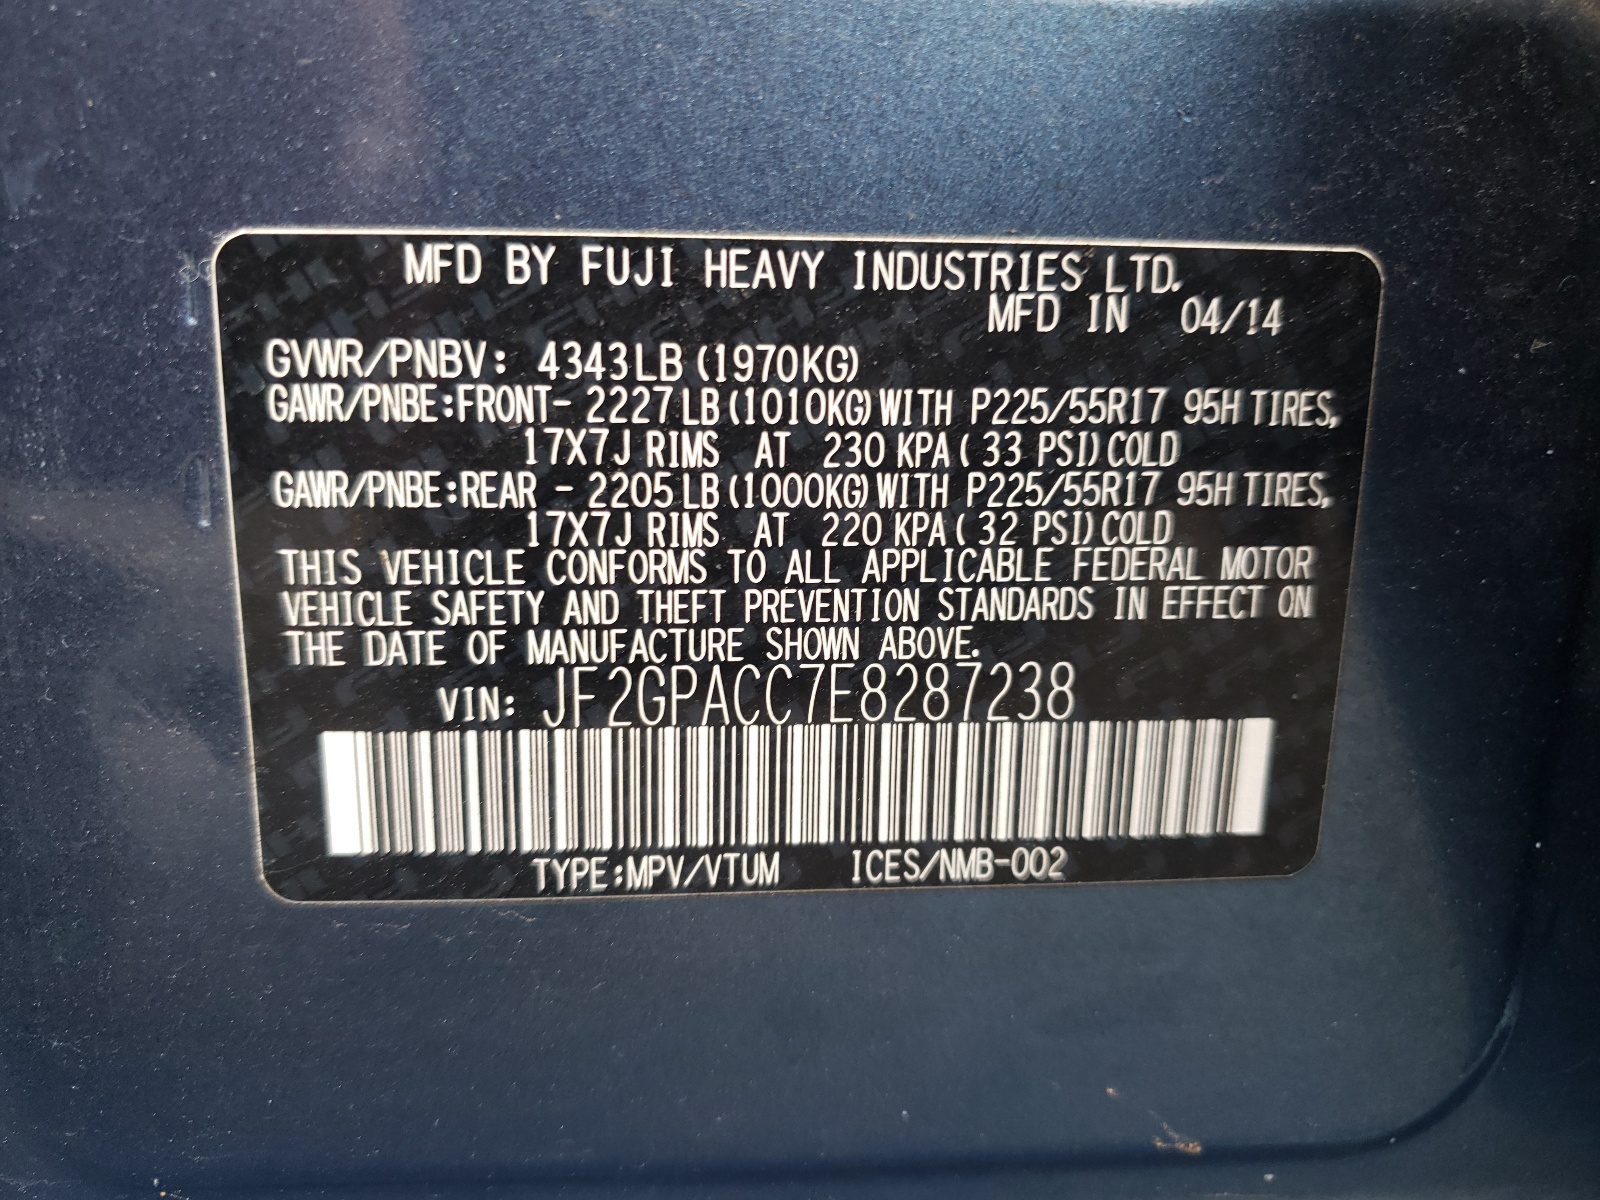 MFD BY FUJI HEAVY INDUSTRIES LTD.
MFD IN 04/14
GVWR/PNBV: 4343LB (1970KG)
GAWR/PNBE:FRONT- 2227LB (1010KG) WITH P225/55R17 95H TIRES,
17X7J RIMS AT 230 KPA ( 33 PSI) COLD
GAWR/PNBE:REAR - 2205LB (1000KG) WITH P225/55R17 95H TIRES,
17X7J RIMS AT 220 KPA ( 32 PSI) COLD
THIS VEHICLE CONFORMS TO ALL APPLICABLE FEDERAL MOTOR
VEHICLE SAFETY AND THEFT PREVENTION STANDARDS IN EFFECT ON
THE DATE OF MANUFACTURE SHOWN ABOVE.
VIN: JF2GPACC7E8287238
TYPE:MPV/VTUM ICES/NMB-002